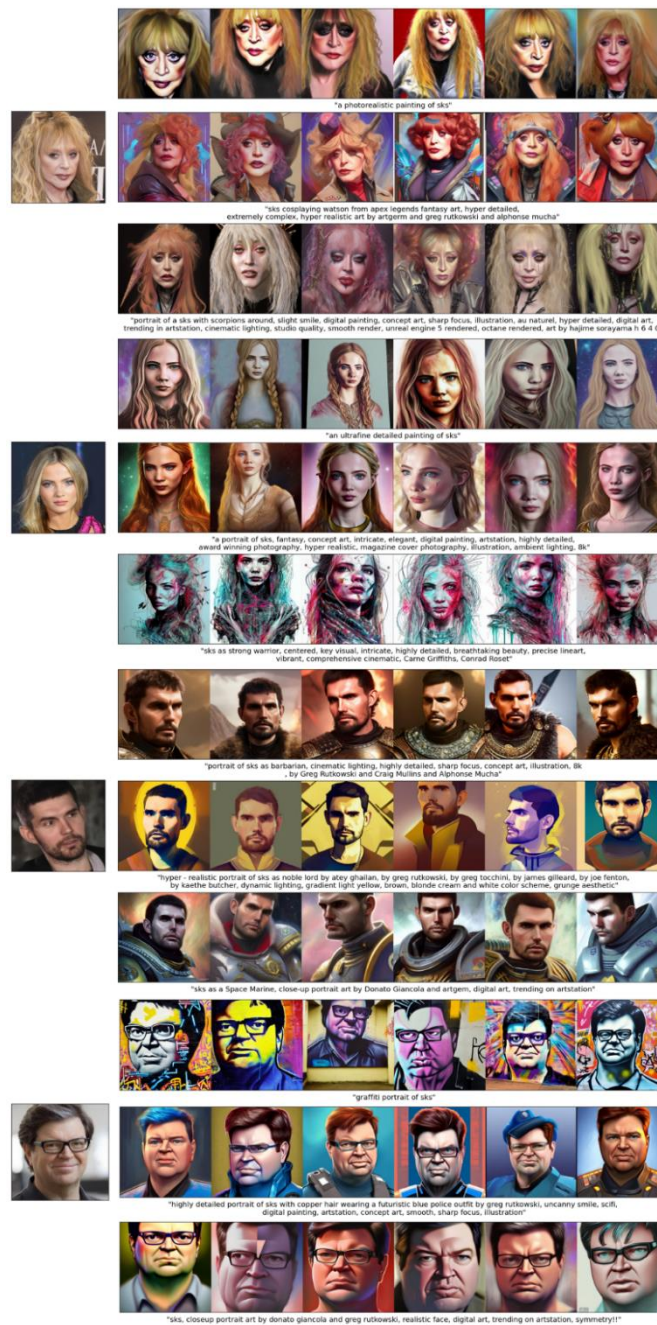 "a photorealistic painting of sks"
"sks cosplaying watson from apex legends fantasy art, hyper detailed,
extremely complex, hyper realistic art by artgerm and greg rutkowski and alphonse mucha"
"portrait of a sks with scorpions around, slight smile, digital painting, concept art, sharp focus, illustration, au naturel, hyper detailed, digital art,
trending in artstation, cinematic lighting, studio quality, smooth render, unreal engine 5 rendered, octane rendered, art by hajime sorayama h 6 4 0
"an ultrafine detailed painting of sks"
"a portrait of sks, fantasy, concept art, intricate, elegant, digital painting, artstation, highly detailed,
award winning photography, hyper realistic, magazine cover photography, illustration, ambient lighting, 8k"
"sks as strong warrior, centered, key visual, intricate, highly detailed, breathtaking beauty, precise lineart,
vibrant, comprehensive cinematic, Carne Griffiths, Conrad Roset"
"portrait of sks as barbarian, cinematic lighting, highly detailed, sharp focus, concept art, illustration, 8k
, by Greg Rutkowski and Craig Mullins and Alphonse Mucha"
"hyper - realistic portrait of sks as noble lord by atey ghailan, by greg rutkowski, by greg tocchini, by james gilleard, by joe fenton,
by kaethe butcher, dynamic lighting, gradient light yellow, brown, blonde cream and white color scheme, grunge aesthetic"
"sks as a Space Marine, close-up portrait art by Donato Giancola and artgem, digital art, trending on artstation"
"graffiti portrait of sks"
"highly detailed portrait of sks with copper hair wearing a futuristic blue police outfit by greg rutkowski, uncanny smile, scifi,
digital painting, artstation, concept art, smooth, sharp focus, illustration"
"sks, closeup portrait art by donato giancola and greg rutkowski, realistic face, digital art, trending on artstation, symmetry!!"